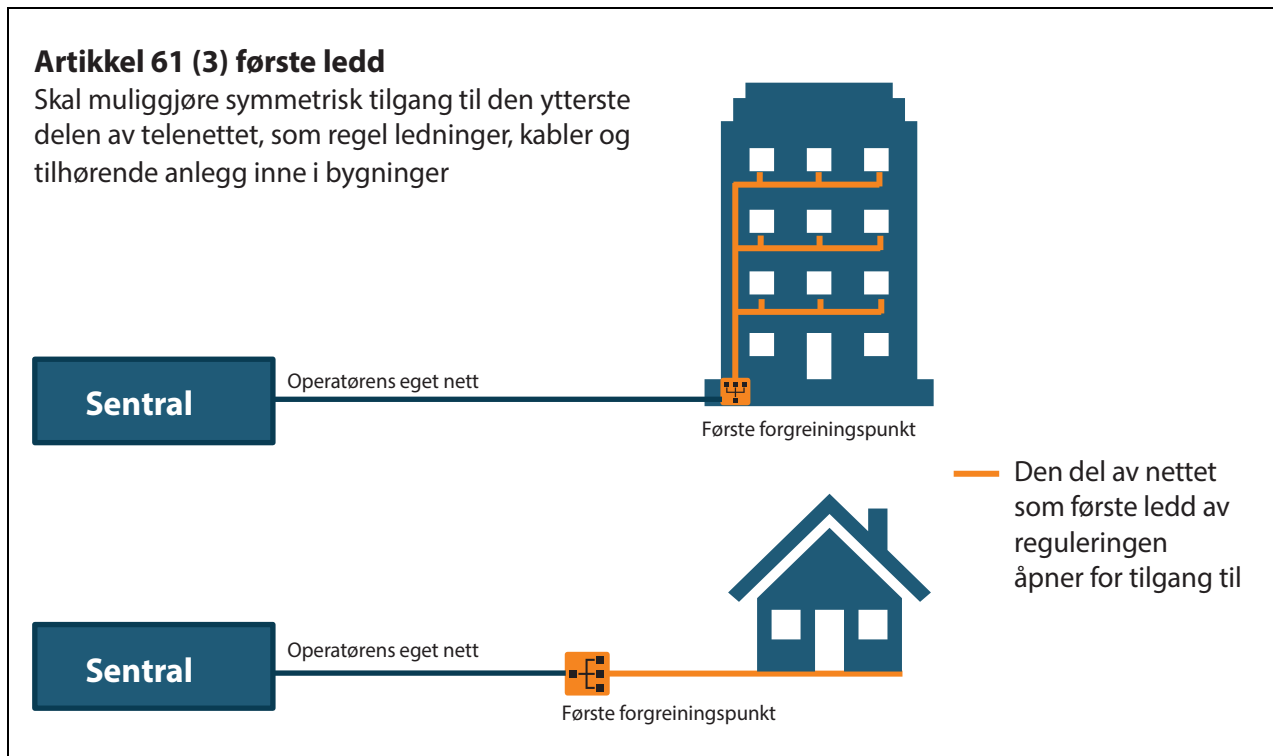 Artikkel 61 (3) første ledd
Skal muliggjøre symmetrisk tilgang til den ytterste
delen av telenettet, som regel ledninger, kabler og
tilhørende anlegg inne i bygninger
Sentral
Operatørens eget nett
Første forgreiningspunkt
Den del av nettet
som første ledd av
reguleringen
åpner for tilgang til
Sentral
Operatørens eget nett
Første forgreiningspunkt